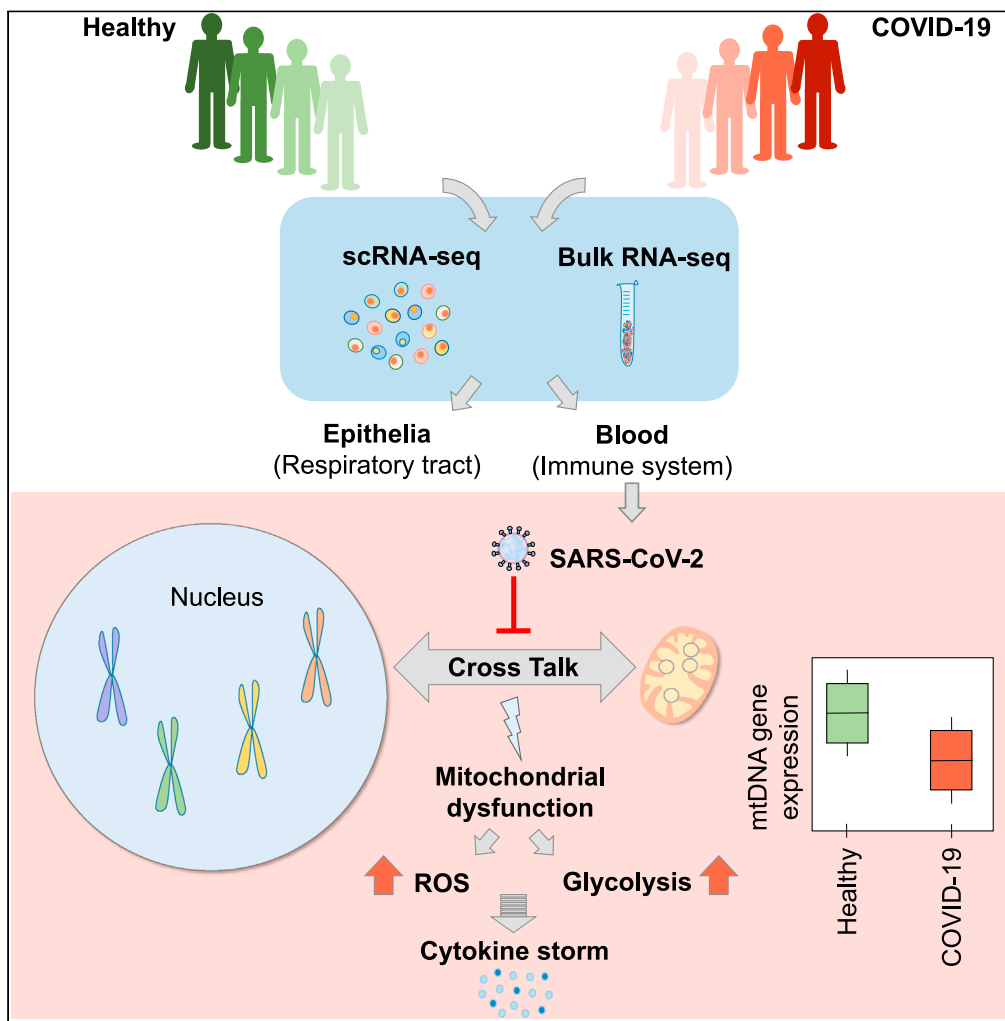 Healthy
COVID-19
scRNA-seq
Bulk RNA-seq
Epithelia
(Respiratory tract)
Blood
(Immune system)
SARS-CoV-2
Nucleus
Cross Talk
Mitochondrial
dysfunction
ROS
Glycolysis
Cytokine storm
mtDNA gene
expression
Healthy
COVID-19